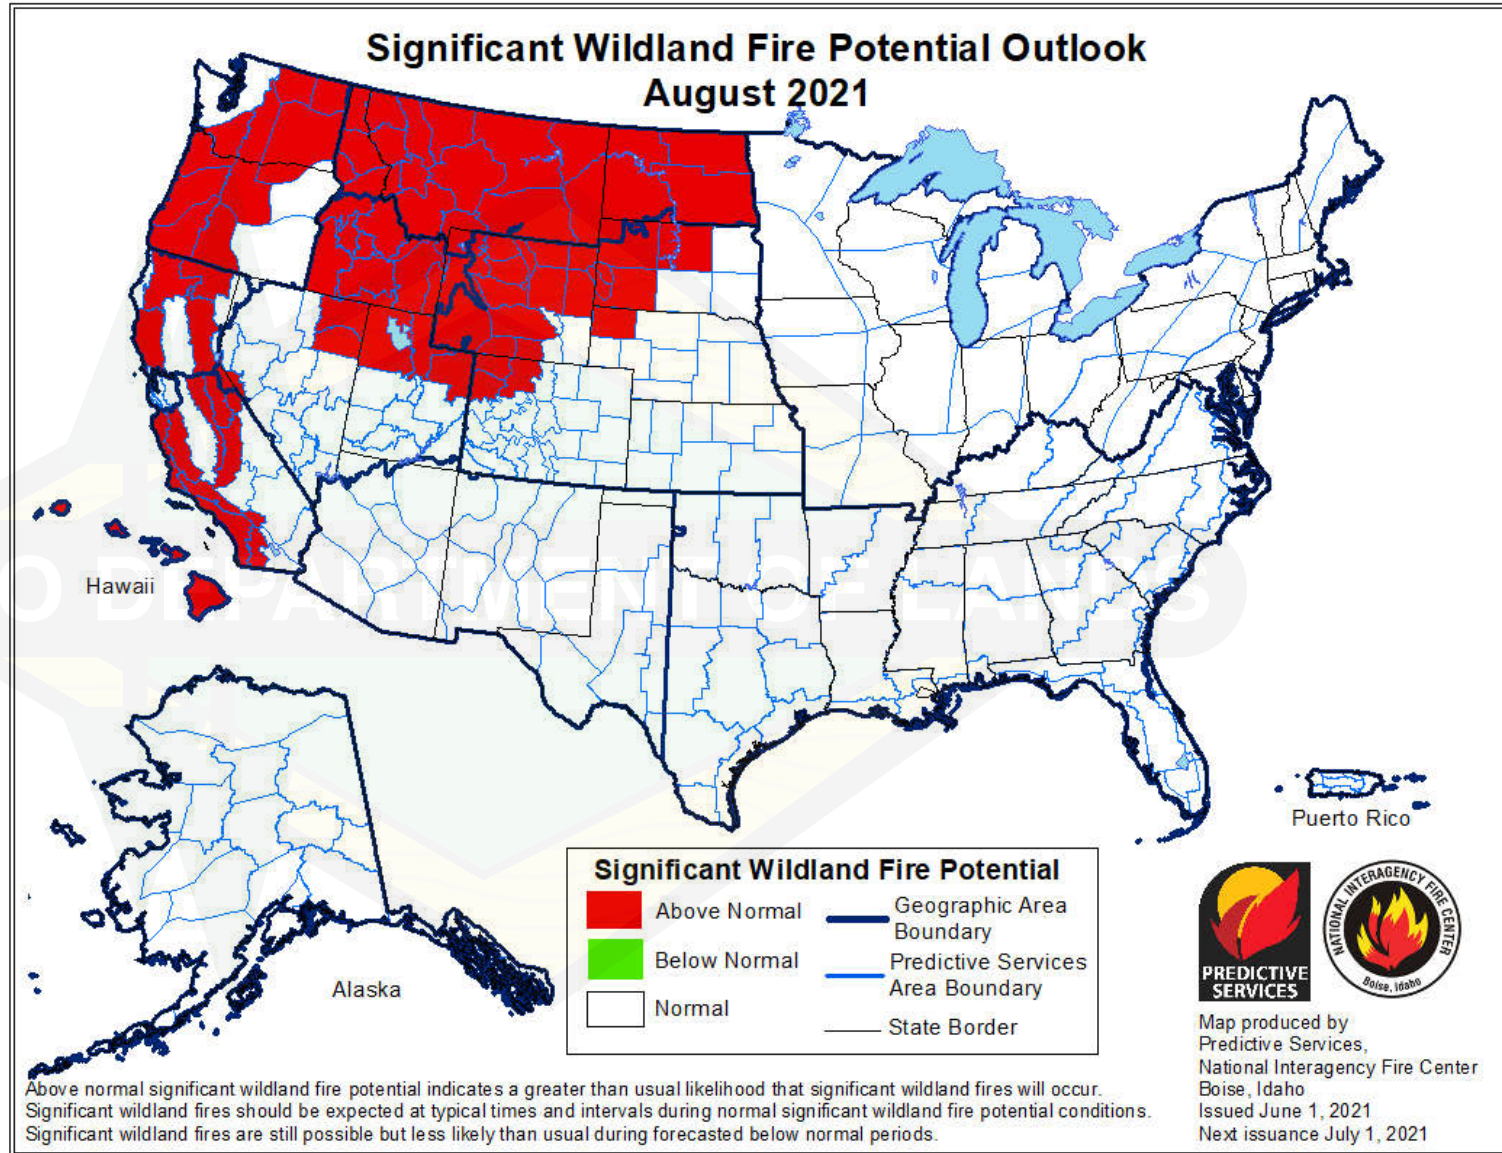 Significant Wildland Fire Potential Outlook
August 2021
Hawaii
O DEPARTMENT OF LANDS
Alaska
Puerto Rico
Significant Wildland Fire Potential
Above Normal
Below Normal
Normal
Geographic Area
Boundary
Predictive Services
Area Boundary
State Border
PREDICTIVE
SERVICES
NATIONAL INTERAGENCY FIRE CENTER
Boise, Idaho
Map produced by
Predictive Services,
National Interagency Fire Center
Boise, Idaho
Issued June 1, 2021
Next issuance July 1, 2021
Above normal significant wildland fire potential indicates a greater than usual likelihood that significant wildland fires will occur.
Significant wildland fires should be expected at typical times and intervals during normal significant wildland fire potential conditions.
Significant wildland fires are still possible but less likely than usual during forecasted below normal periods.